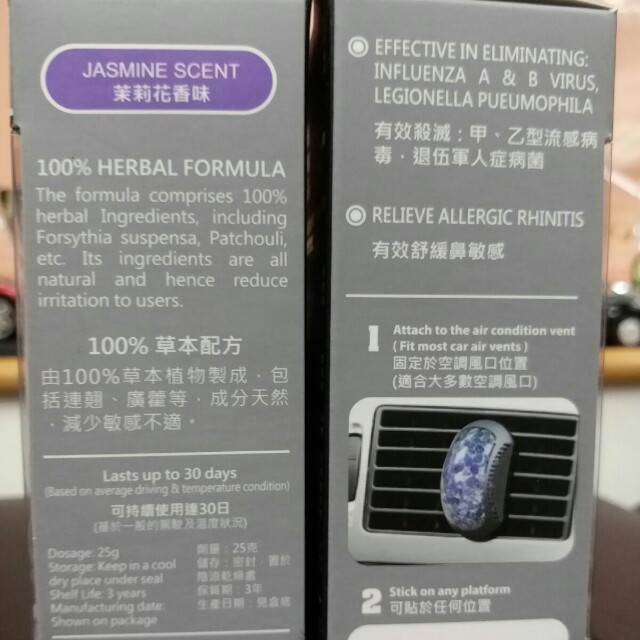 JASMINE SCENT
茉莉花香味
100% HERBAL FORMULA
The formula comprises 100%
herbal Ingredients, including
Forsythia suspensa, Patchouli,
etc. Its ingredients are all
natural and hence reduce
irritation to users.
100% 草本配方
由100%草本植物製成，包
括連翹、廣藿等，成分天然
，減少敏感不適。
Lasts up to 30 days
(Based on average driving & temperature condition)
可持續使用達30日
(基於一般的駕駛及溫度狀況)
Dosage: 25g
Storage: Keep in a cool
dry place under seal
Shelf Life: 3 years
Manufacturing date:
Shown on package
劑量：25克
儲存：密封，置於
陰涼乾燥處
保質期：3年
生產日期：見盒底
EFFECTIVE IN ELIMINATING:
INFLUENZA A & B VIRUS,
LEGIONELLA PUEUMOPHILA
有效殺滅：甲、乙型流感病
毒，退伍軍人症病菌
RELIEVE ALLERGIC RHINITIS
有效舒緩鼻敏感
1 Attach to the air condition vent
( Fit most car air vents )
固定於空調風口位置
(適合大多數空調風口)
2 Stick on any platform
可貼於任何位置